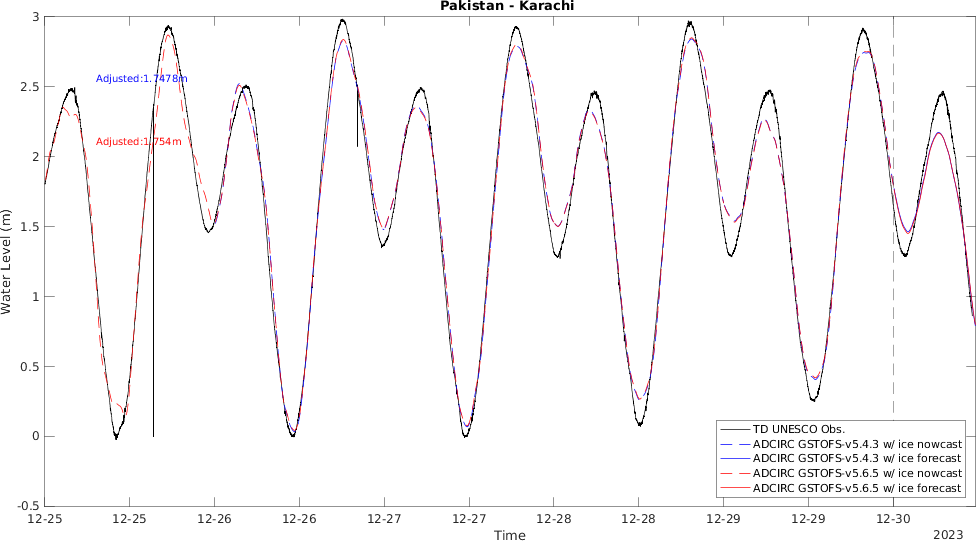 Pakistan - Karachi
3
2.5
2
1.5
1
0.5
0
-0.5
Water Level (m)
Adjusted:1.7478m
Adjusted:1.754m
TD UNESCO Obs.
ADCIRC GSTOFS-v5.4.3 w/ ice nowcast
ADCIRC GSTOFS-v5.4.3 w/ ice forecast
ADCIRC GSTOFS-v5.6.5 w/ ice nowcast
ADCIRC GSTOFS-v5.6.5 w/ ice forecast
12-25 12-25 12-26 12-26 12-27 12-27 12-28 12-28 12-29 12-29 12-30
Time
2023